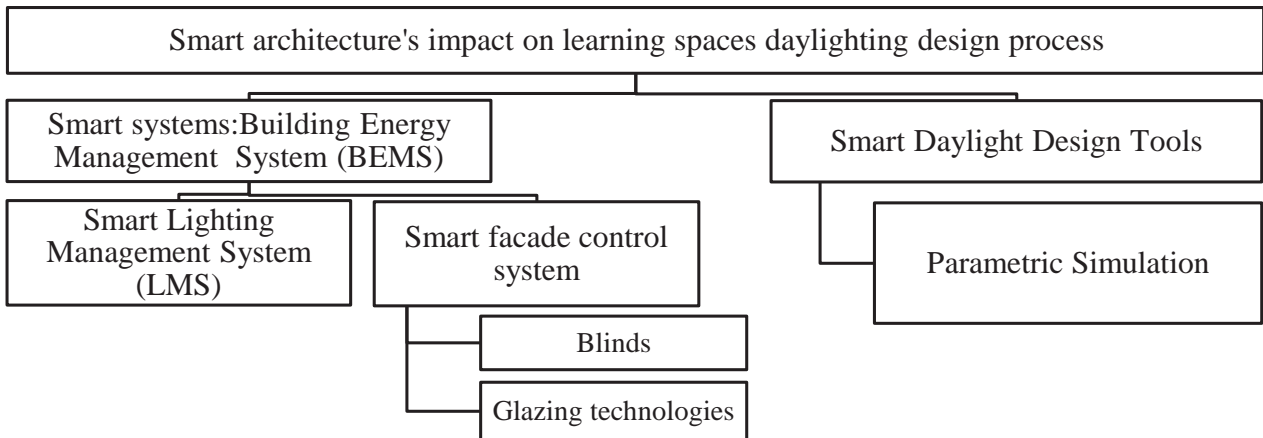 Smart architecture's impact on learning spaces daylighting design process
Smart systems:Building Energy
Management System (BEMS)
Smart Daylight Design Tools
Smart Lighting
Management System
(LMS)
Smart facade control
system
Parametric Simulation
Blinds
Glazing technologies